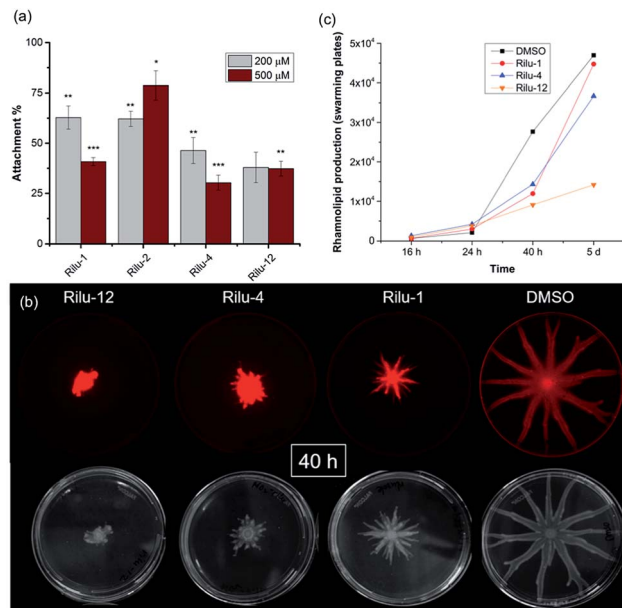 (a)
100
75
50
25
0
Attachment %
200 μM
500 μM
**
***
**
*
**
***
**
Rilu-1
Rilu-2
Rilu-4
Rilu-12
(c)
Rhamnolipid production (swarming plates)
5x10⁴
4x10⁴
3x10⁴
2x10⁴
1x10⁴
0
DMSO
Rilu-1
Rilu-4
Rilu-12
16 h
24 h
40 h
5 d
Time
(b)
Rilu-12
Rilu-4
Rilu-1
DMSO
40 h